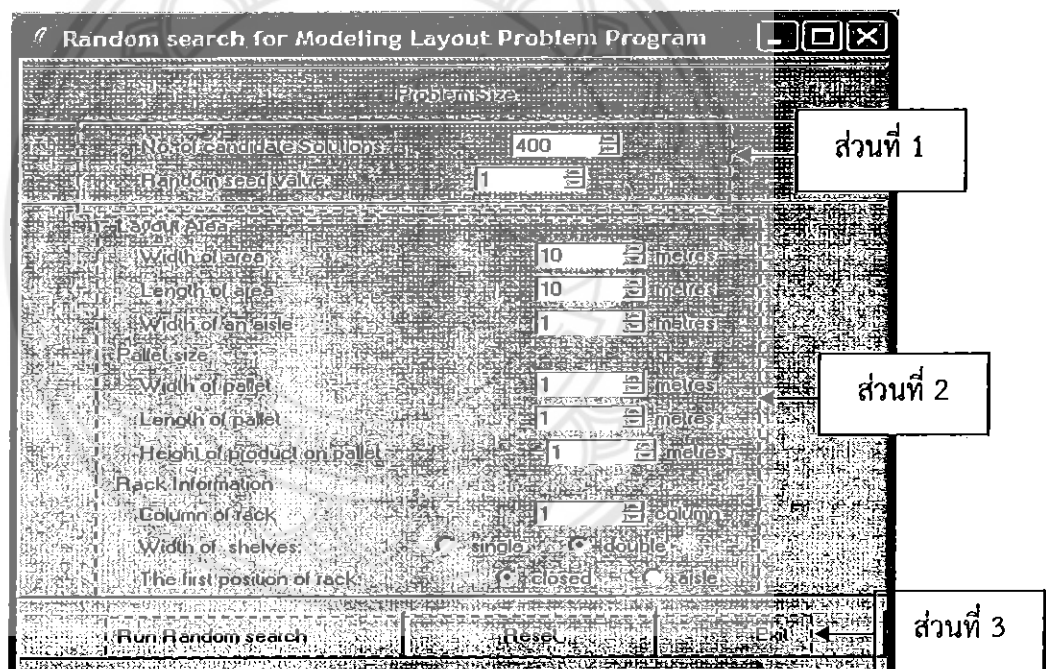 Random search for Modeling Layout Problem Program
Problem Size
No. of candidate Solutions: 400
Random seed Value: 1
ส่วนที่ 1
Layout Area
Width of area 10 metres
Length of area 10 metres
Width of an aisle 1 metres
Pallet size
Width of pallet 1 metres
ส่วนที่ 2
Length of pallet 1 metres
Height of product on pallet 1 metres
Rack Information
Column of rack 1 column
Width of shelves: single double
The first position of rack closed aisle
Run Random search Reset Exit
ส่วนที่ 3